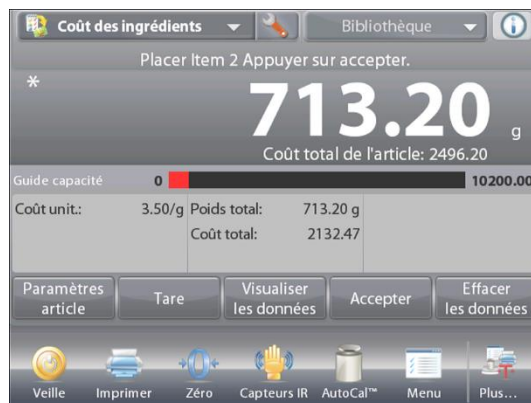 Coût des ingrédients
Bibliothèque
Placer Item 2 Appuyer sur accepter.
*
713.20 g
Coût total de l'article: 2496.20
Guide capacité 0 10200.00
Coût unit.: 3.50/g Poids total: 713.20 g
Coût total: 2132.47
Paramètres article
Tare
Visualiser les données
Accepter
Effacer les données
Veille Imprimer Zéro Capteurs IR AutoCal™ Menu Plus...